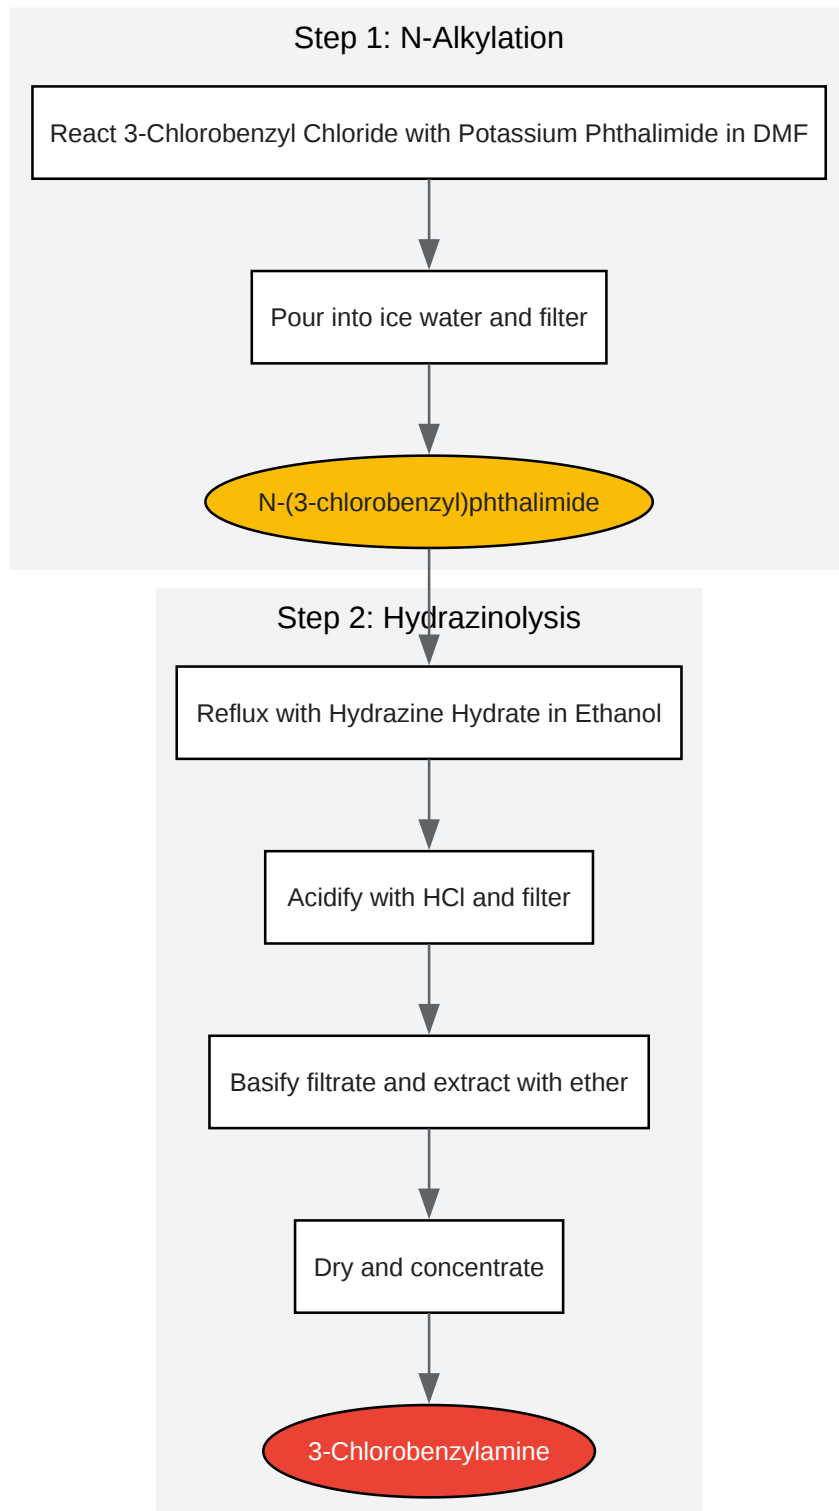 Step 1: N-Alkylation
React 3-Chlorobenzyl Chloride with Potassium Phthalimide in DMF
Pour into ice water and filter
N-(3-chlorobenzyl)phthalimide
Step 2: Hydrazinolysis
Reflux with Hydrazine Hydrate in Ethanol
Acidify with HCl and filter
Basify filtrate and extract with ether
Dry and concentrate
3-Chlorobenzylamine